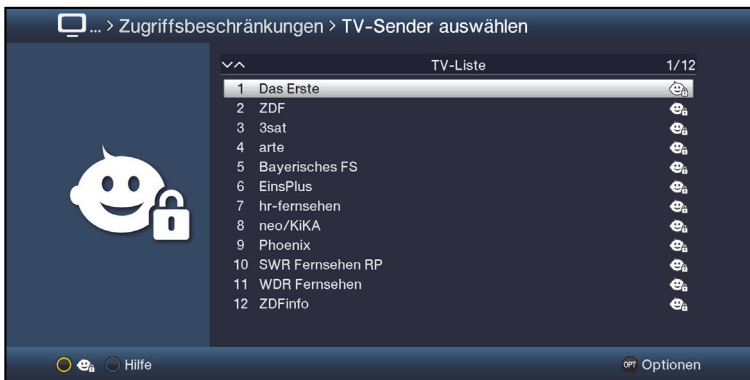 ... > Zugriffsbeschränkungen > TV-Sender auswählen
TV-Liste 1/12
1 Das Erste
2 ZDF
3 3sat
4 arte
5 Bayerisches FS
6 EinsPlus
7 hr-fernsehen
8 neo/KiKA
9 Phoenix
10 SWR Fernsehen RP
11 WDR Fernsehen
12 ZDFinfo
Hilfe OPT Optionen